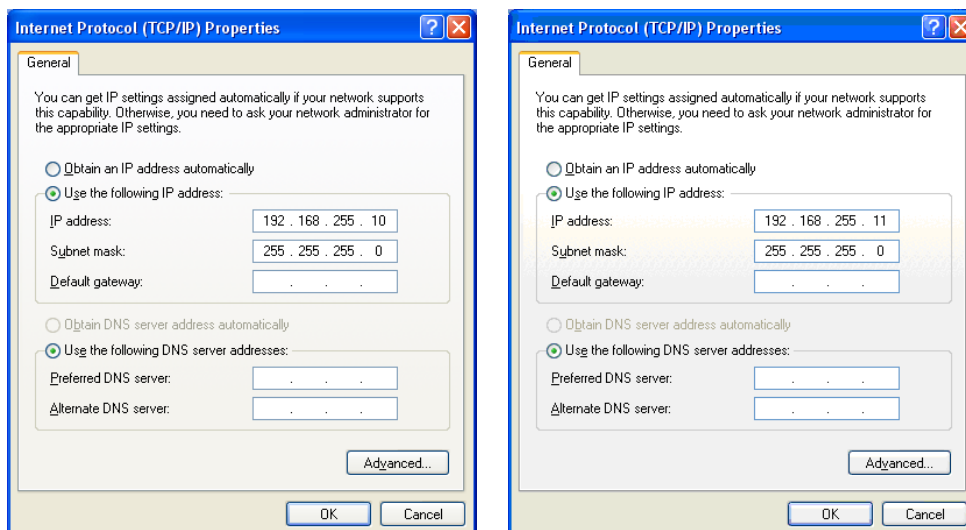 Internet Protocol (TCP/IP) Properties
General
You can get IP settings assigned automatically if your network supports
this capability. Otherwise, you need to ask your network administrator for
the appropriate IP settings.
Obtain an IP address automatically
Use the following IP address:
IP address: 192 . 168 . 255 . 10
Subnet mask: 255 . 255 . 255 . 0
Default gateway: . . .
Obtain DNS server address automatically
Use the following DNS server addresses:
Preferred DNS server: . . .
Alternate DNS server: . . .
Advanced...
OK Cancel
Internet Protocol (TCP/IP) Properties
General
You can get IP settings assigned automatically if your network supports
this capability. Otherwise, you need to ask your network administrator for
the appropriate IP settings.
Obtain an IP address automatically
Use the following IP address:
IP address: 192 . 168 . 255 . 11
Subnet mask: 255 . 255 . 255 . 0
Default gateway: . . .
Obtain DNS server address automatically
Use the following DNS server addresses:
Preferred DNS server: . . .
Alternate DNS server: . . .
Advanced...
OK Cancel